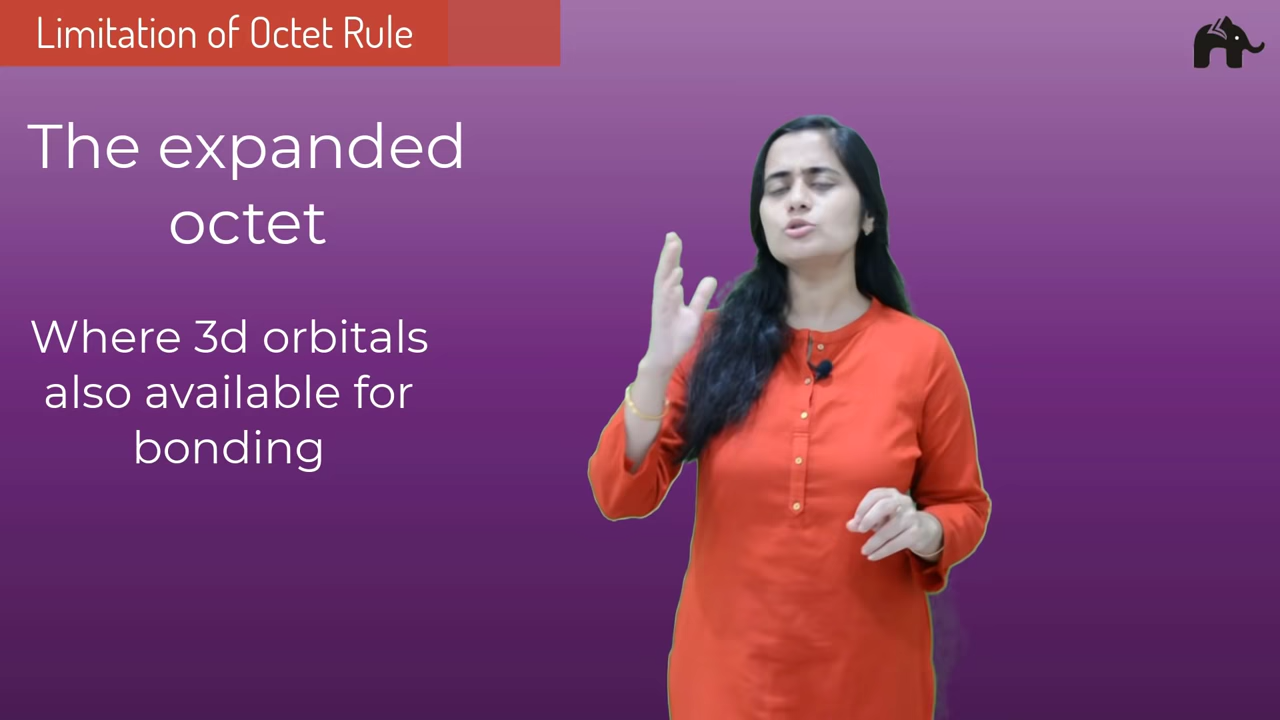 Limitation of Octet Rule
The expanded
octet
Where 3d orbitals
also available for
bonding